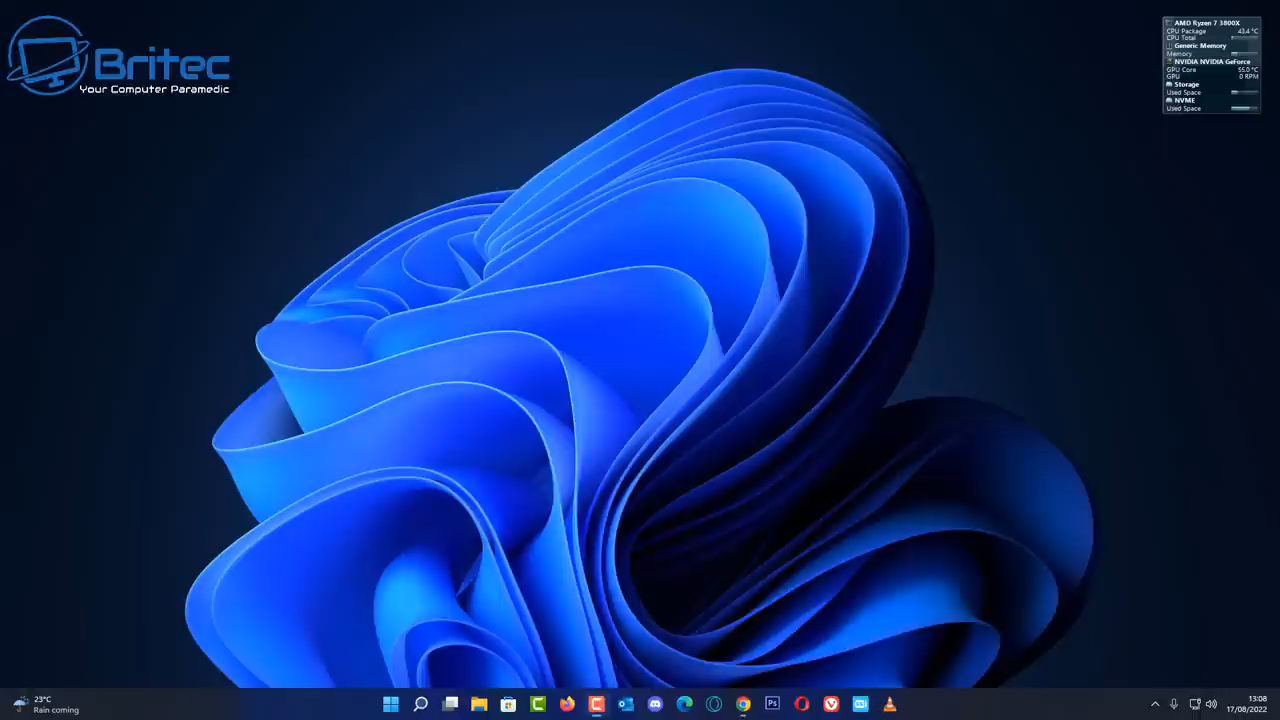 Britec
Your Computer Paramedic
AMD Ryzen 7 3800X
CPU Package 43.4 °C
CPU Total
Generic Memory
Memory
NVIDIA NVIDIA GeForce
GPU Core 55.0 °C
GPU 0 RPM
Storage
Used Space
NVME
Used Space
23°C
Rain coming
Ps
13:08
17/08/2022